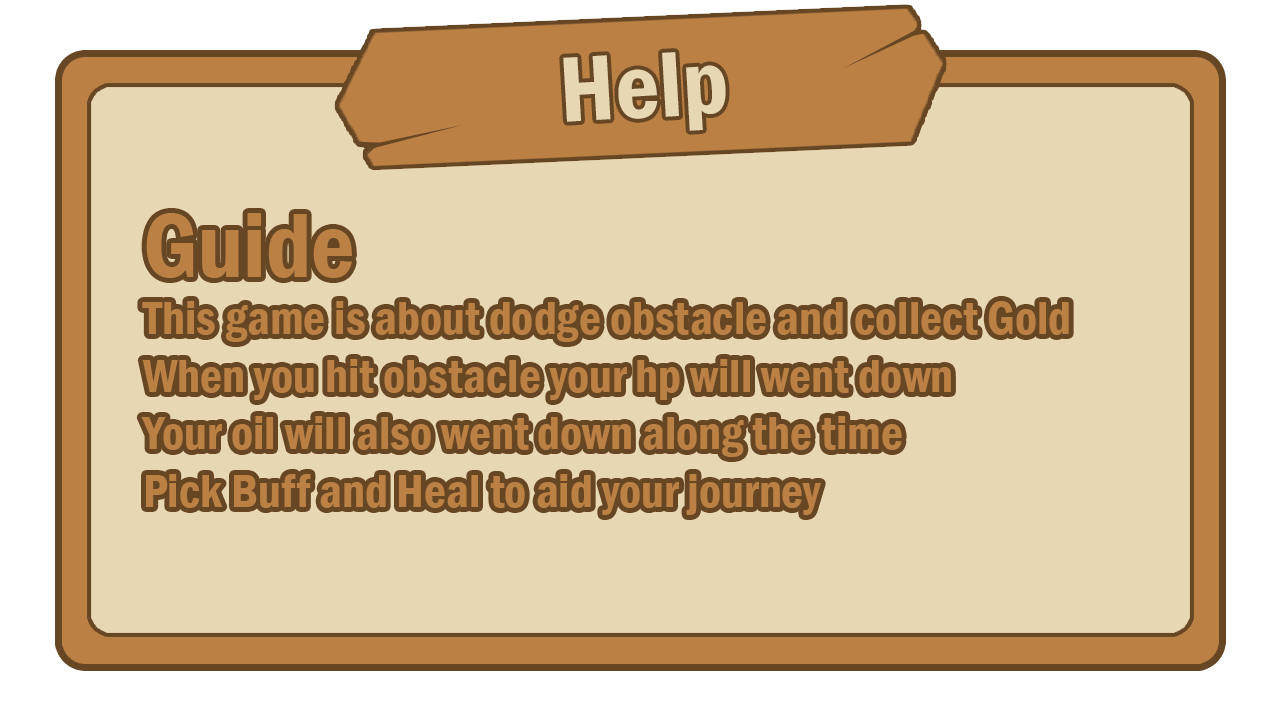 Help
Guide
This game is about dodge obstacle and collect Gold
When you hit obstacle your hp will went down
Your oil will also went down along the time
Pick Buff and Heal to aid your journey